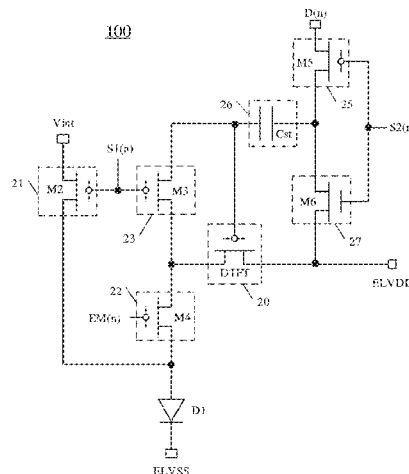 100
D(n)
M5
26
25
Cst
Vint
S1(n)
S2(n
21
M2
M3
M6
23
27
22
DTFT
20
ELVDD
EM(n)
M4
D1
ELVSS